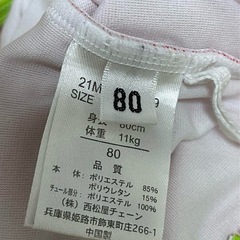 21M
SIZE
80
9
身長 80cm
体重 11kg
80
品質
ポリエステル 85%
ポリウレタン 15%
チュール部分: ポリエステル 100%
(株)西松屋チェーン
兵庫県姫路市飾東町庄266-1
中国製